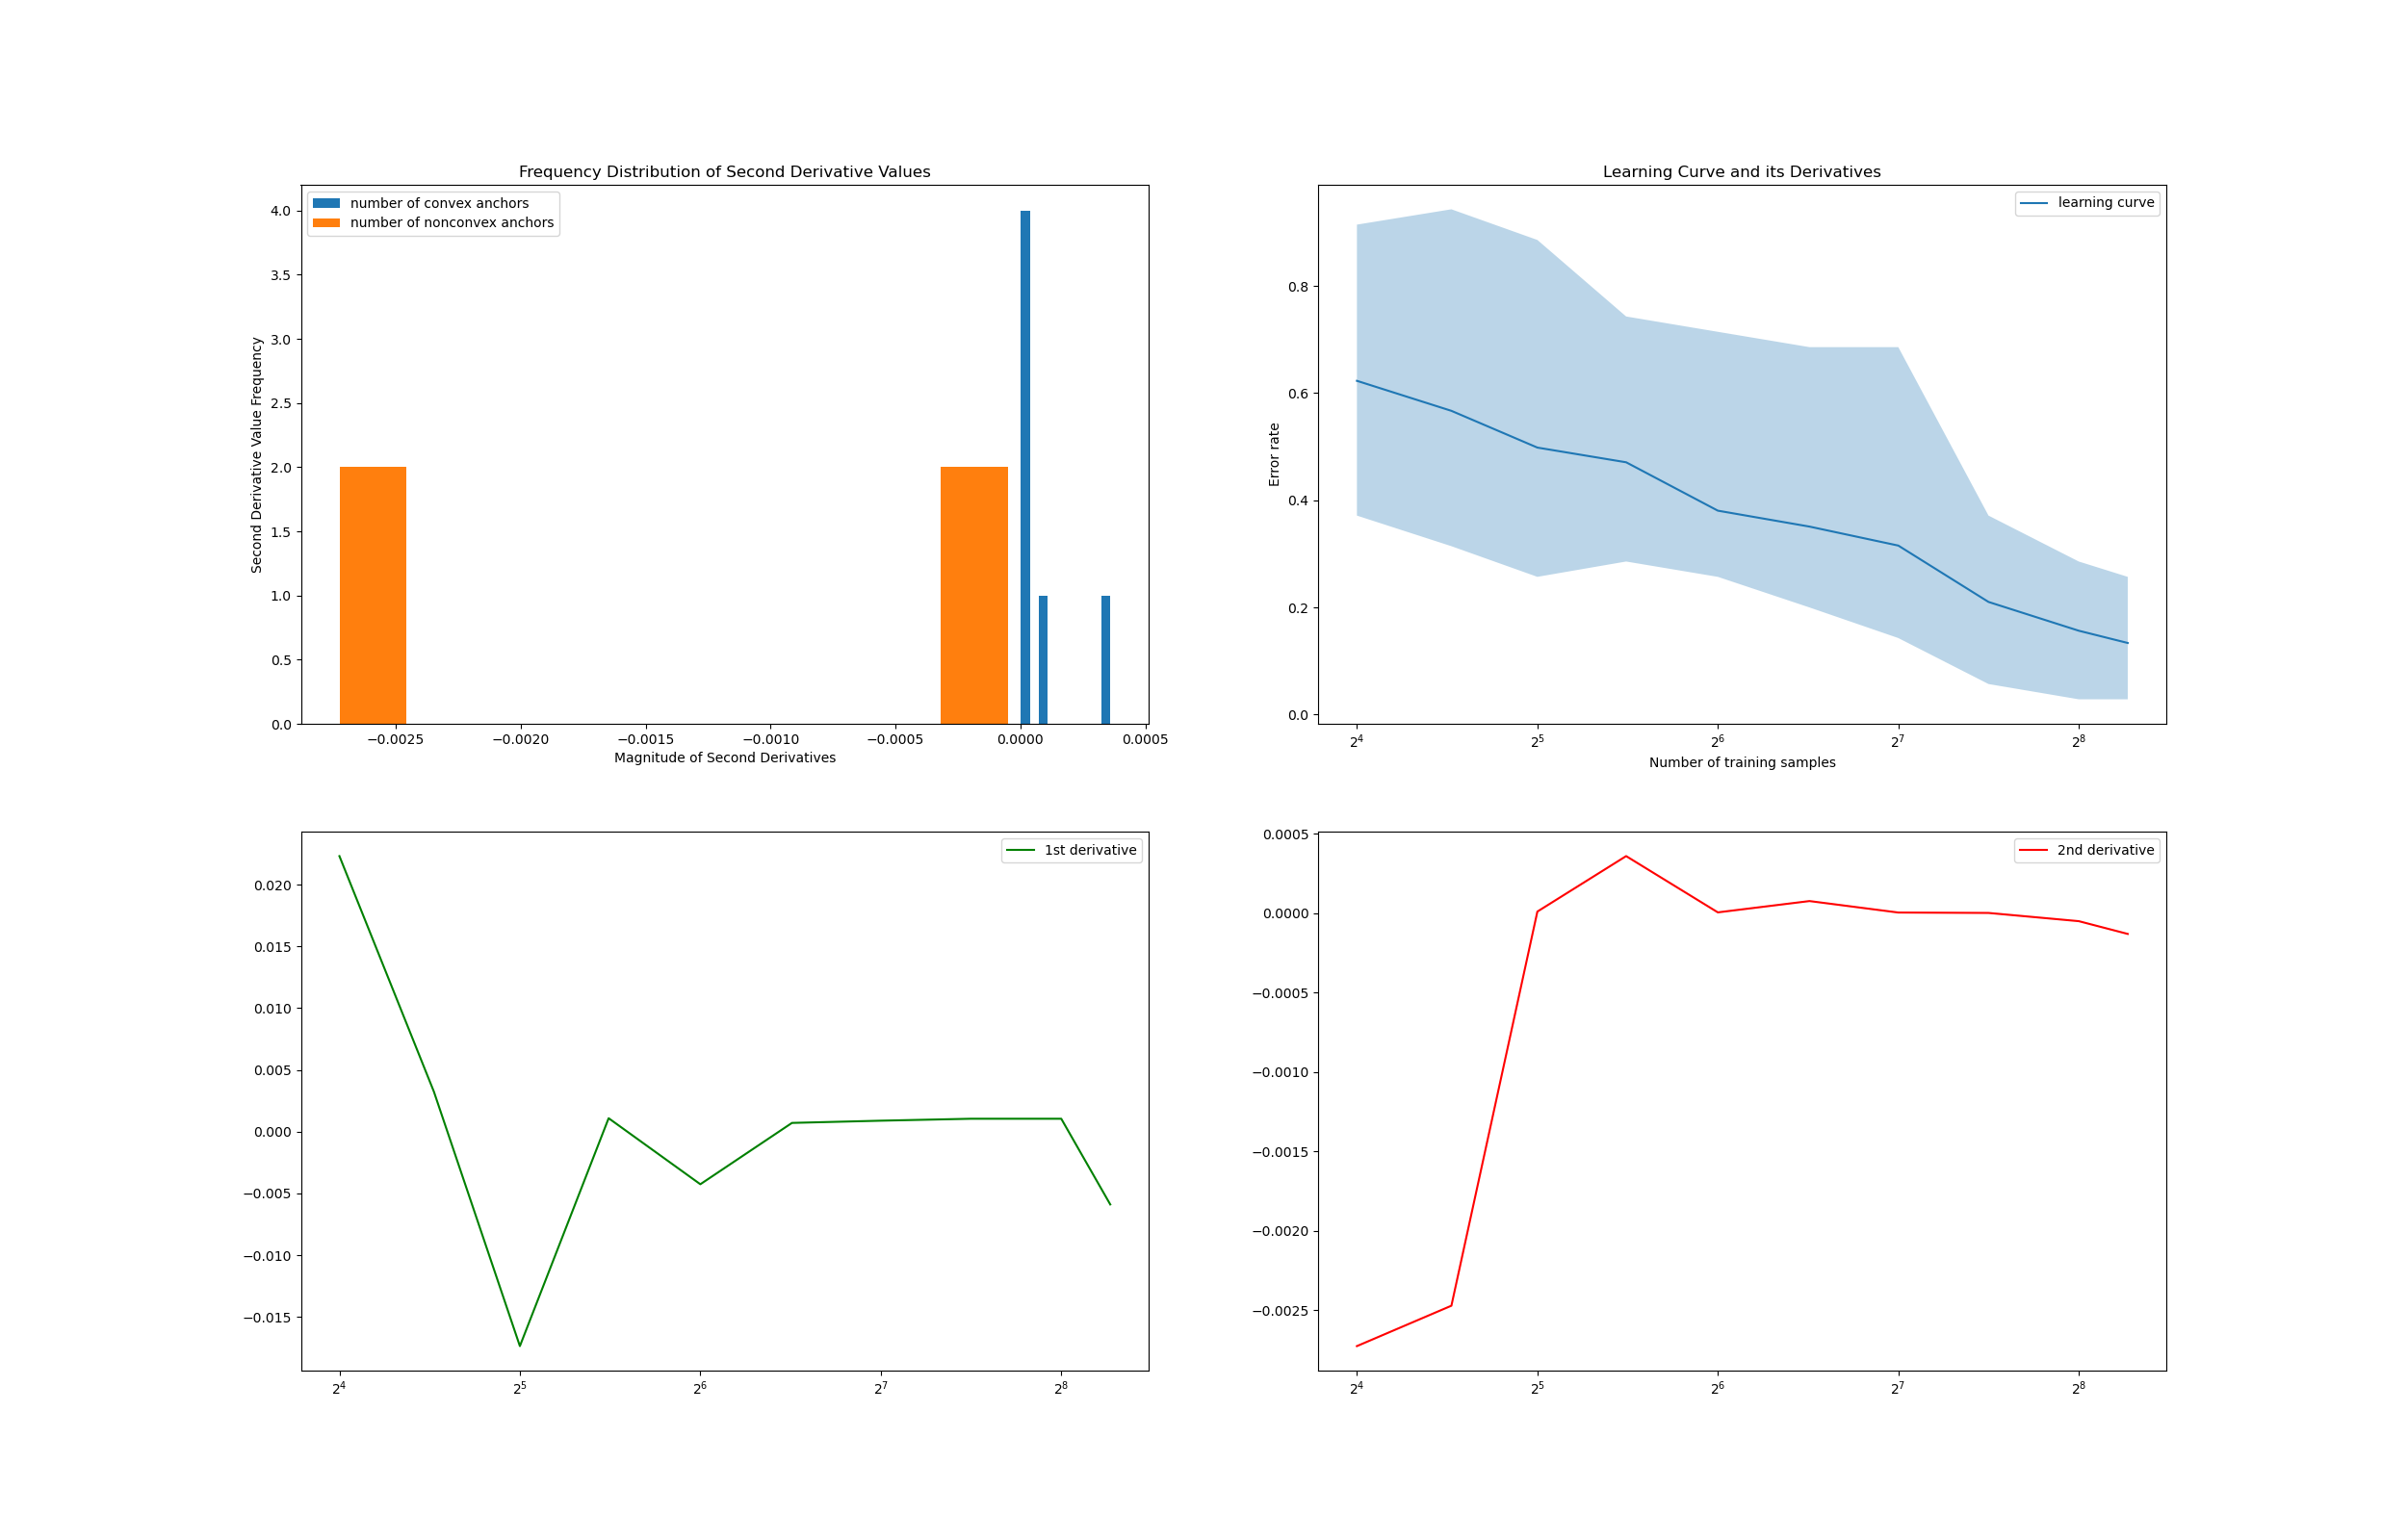 Frequency Distribution of Second Derivative Values
number of convex anchors
number of nonconvex anchors
4.0
3.5
3.0
2.5
2.0
1.5
1.0
0.5
0.0
Second Derivative Value Frequency
−0.0025 −0.0020 −0.0015 −0.0010 −0.0005 0.0000 0.0005
Magnitude of Second Derivatives
Learning Curve and its Derivatives
learning curve
0.8
0.6
0.4
0.2
0.0
Error rate
2⁴ 2⁵ 2⁶ 2⁷ 2⁸
Number of training samples
1st derivative
0.020
0.015
0.010
0.005
0.000
−0.005
−0.010
−0.015
2⁴ 2⁵ 2⁶ 2⁷ 2⁸
2nd derivative
0.0005
0.0000
−0.0005
−0.0010
−0.0015
−0.0020
−0.0025
2⁴ 2⁵ 2⁶ 2⁷ 2⁸